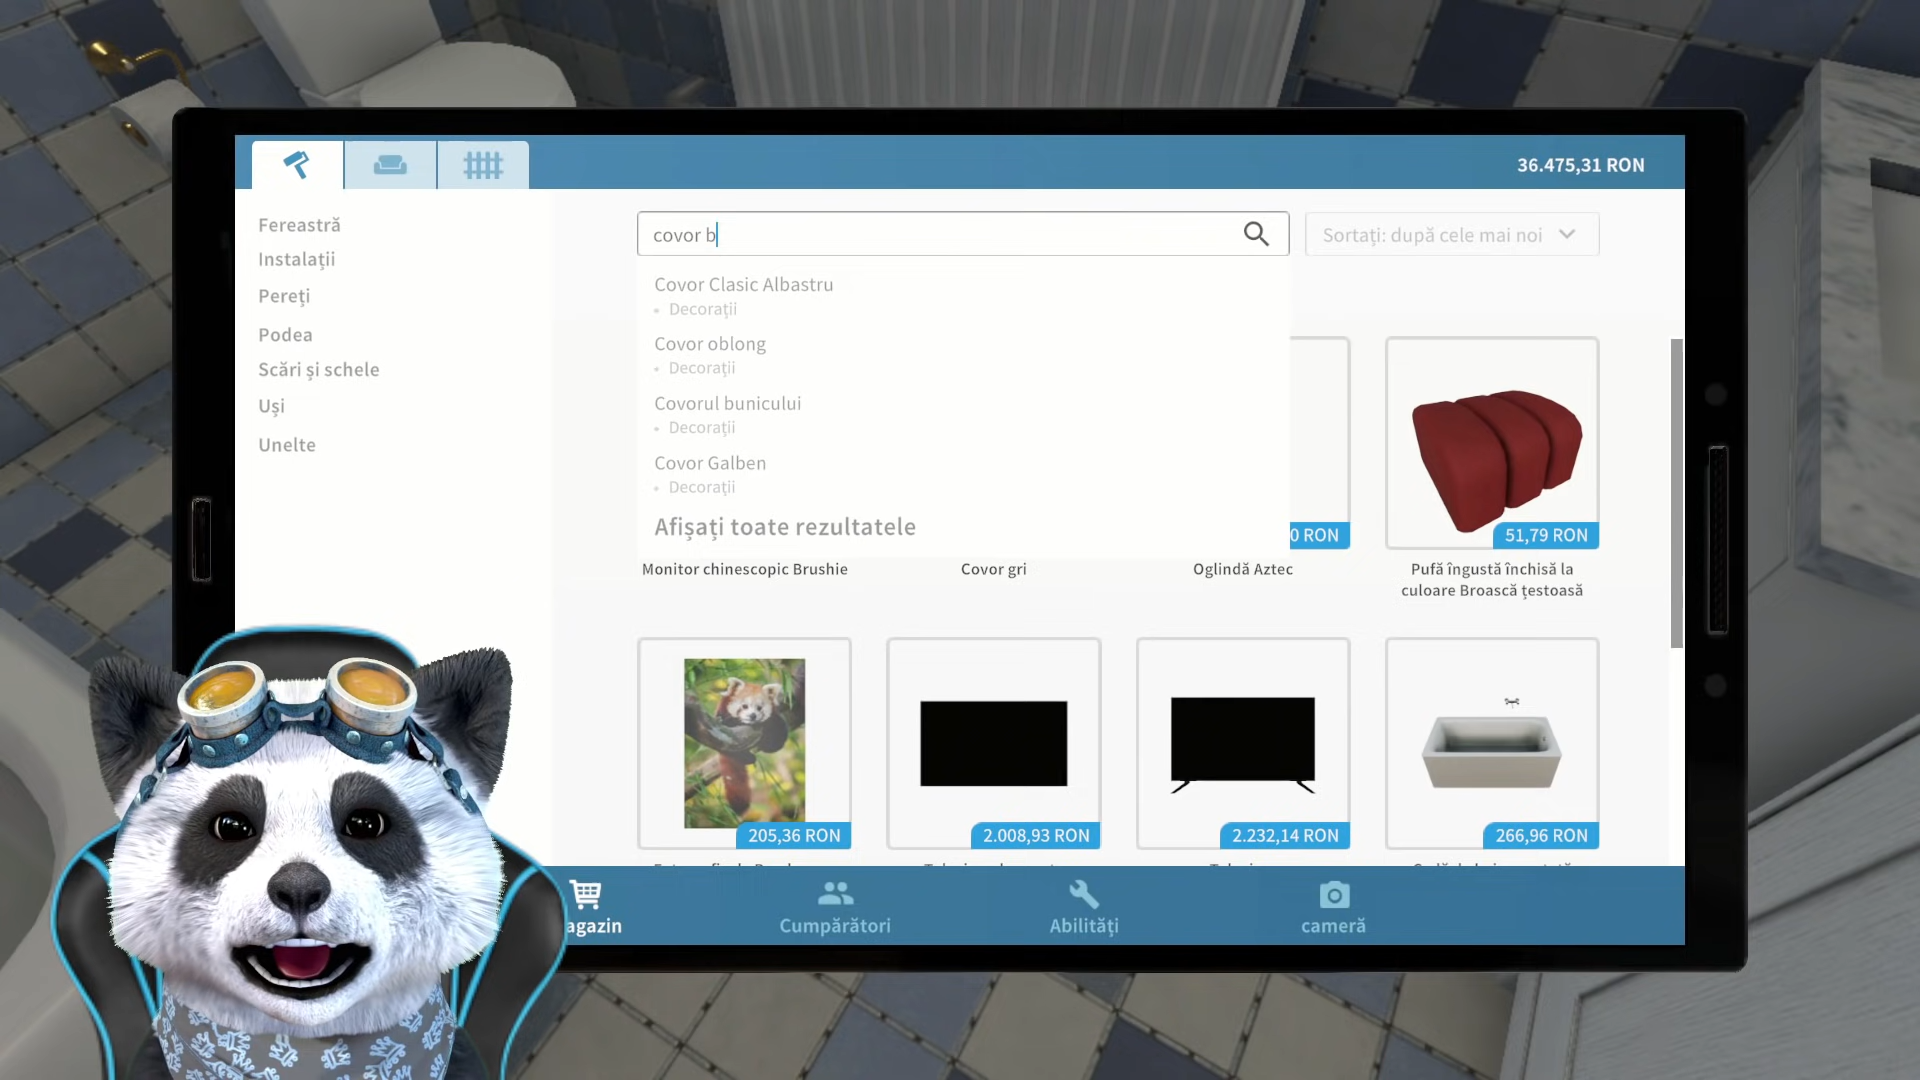 36.475,31 RON
Fereastră
Instalații
Pereți
Podea
Scări și schele
Uși
Unelte
covor b
Sortați: după cele mai noi
Covor Clasic Albastru
Decorații
Covor oblong
Decorații
Covorul bunicului
Decorații
Covor Galben
Decorații
Afișați toate rezultatele
0 RON
51,79 RON
Monitor chinescopic Brushie
Covor gri
Oglindă Aztec
Pufă îngustă închisă la
culoare Broască țestoasă
205,36 RON
2.008,93 RON
2.232,14 RON
266,96 RON
agazin
Cumpărători
Abilități
cameră